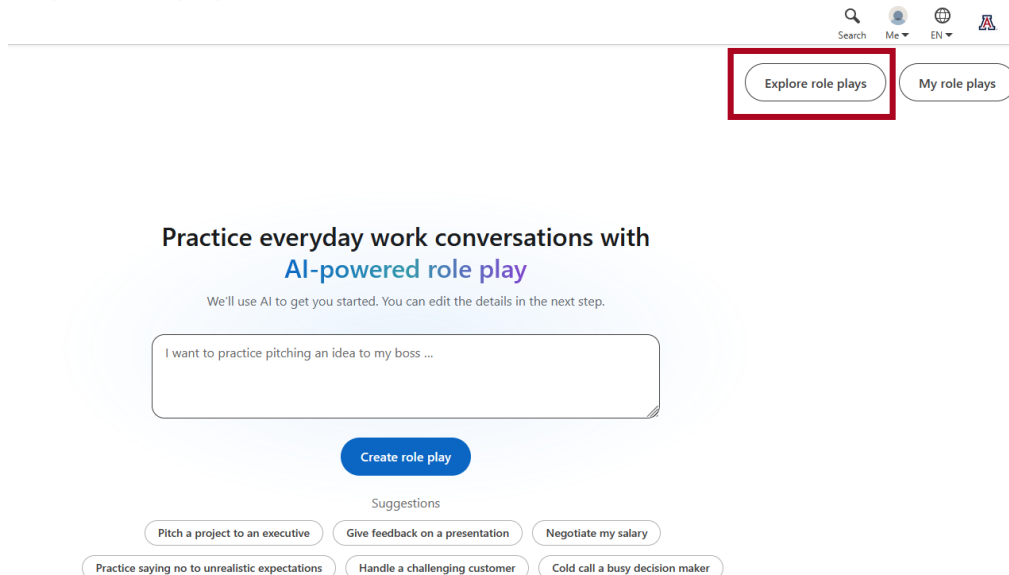 Search Me EN A
Explore role plays My role plays
Practice everyday work conversations with
AI-powered role play
We'll use AI to get you started. You can edit the details in the next step.
I want to practice pitching an idea to my boss ...
Create role play
Suggestions
Pitch a project to an executive Give feedback on a presentation Negotiate my salary
Practice saying no to unrealistic expectations Handle a challenging customer Cold call a busy decision maker